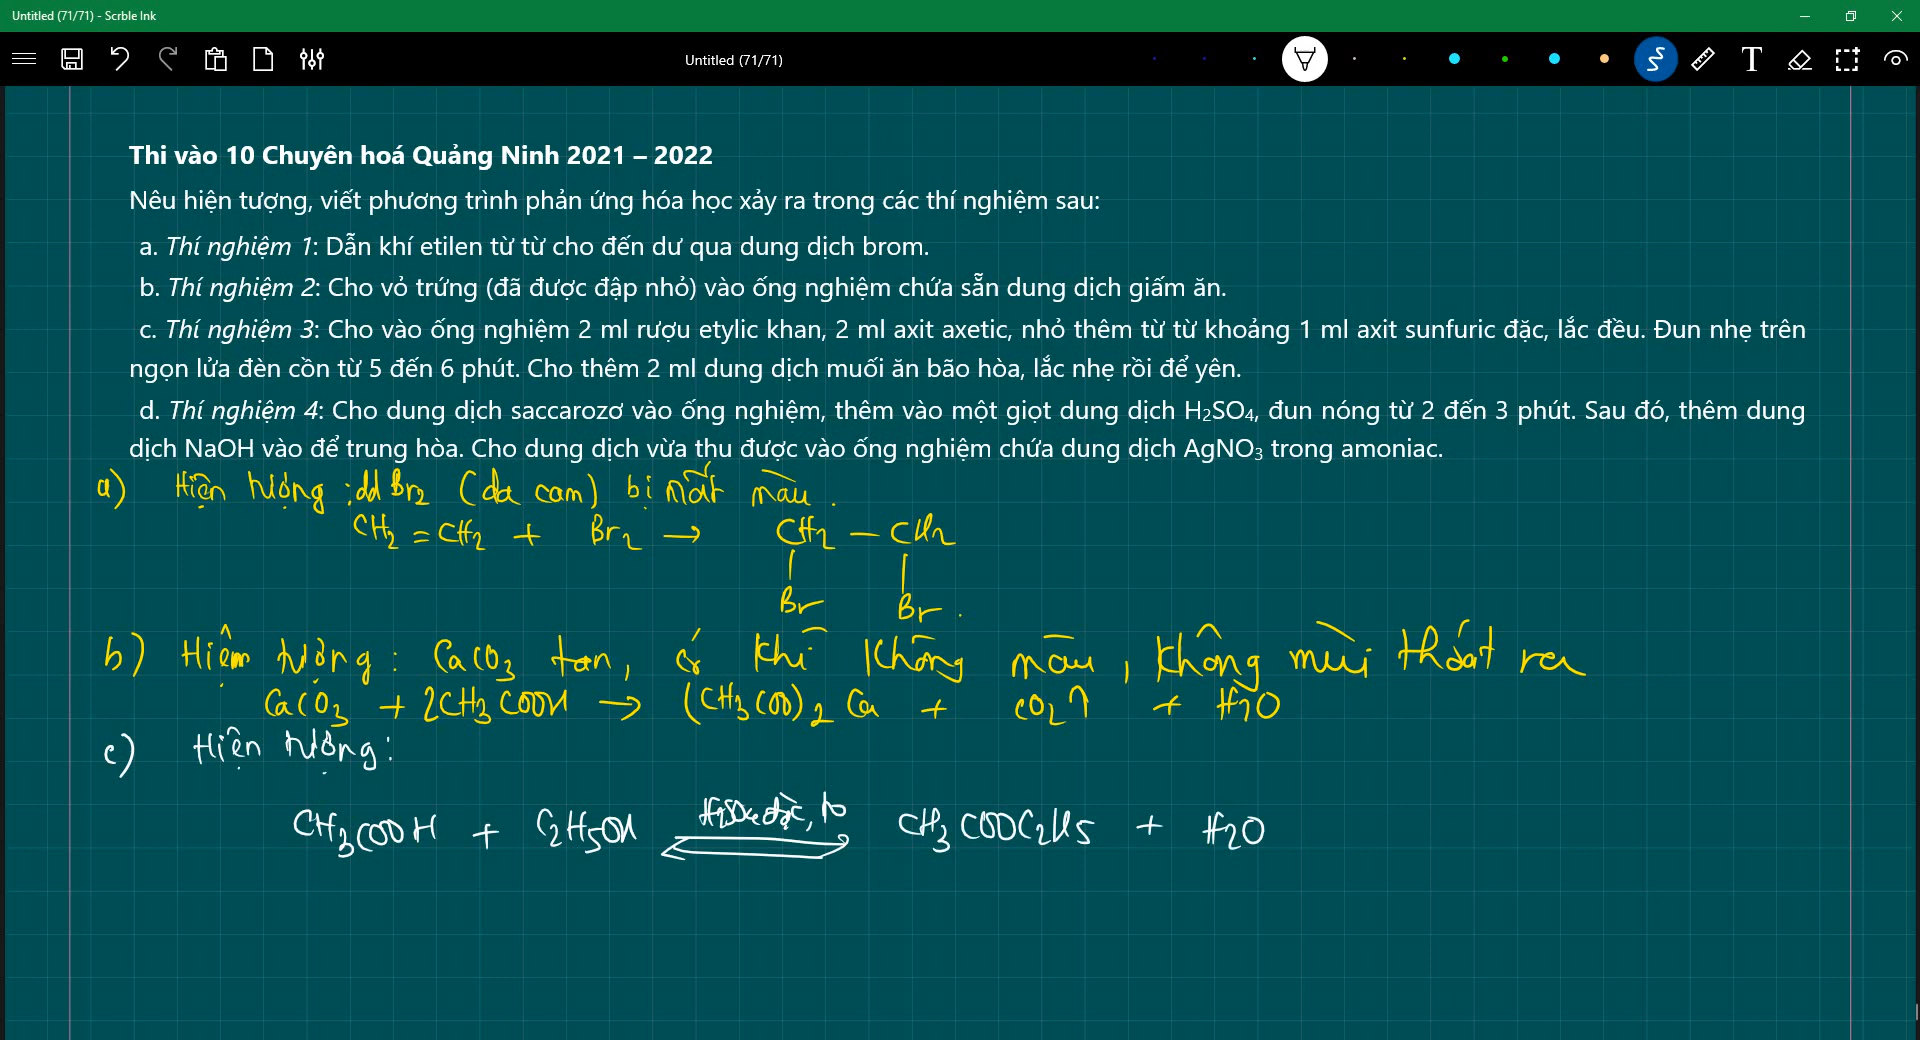 Untitled (71/71) - Scrble Ink
Untitled (71/71)
T
Thi vào 10 Chuyên hoá Quảng Ninh 2021 – 2022
Nêu hiện tượng, viết phương trình phản ứng hóa học xảy ra trong các thí nghiệm sau:
a. Thí nghiệm 1: Dẫn khí etilen từ từ cho đến dư qua dung dịch brom.
b. Thí nghiệm 2: Cho vỏ trứng (đã được đập nhỏ) vào ống nghiệm chứa sẵn dung dịch giấm ăn.
c. Thí nghiệm 3: Cho vào ống nghiệm 2 ml rượu etylic khan, 2 ml axit axetic, nhỏ thêm từ từ khoảng 1 ml axit sunfuric đặc, lắc đều. Đun nhẹ trên
ngọn lửa đèn cồn từ 5 đến 6 phút. Cho thêm 2 ml dung dịch muối ăn bão hòa, lắc nhẹ rồi để yên.
d. Thí nghiệm 4: Cho dung dịch saccarozơ vào ống nghiệm, thêm vào một giọt dung dịch H₂SO₄, đun nóng từ 2 đến 3 phút. Sau đó, thêm dung
dịch NaOH vào để trung hòa. Cho dung dịch vừa thu được vào ống nghiệm chứa dung dịch AgNO₃ trong amoniac.
a) Hiện tượng : dd Br₂ (da cam) bị mất màu.
CH₂ = CH₂ + Br₂ → CH₂ – CH₂
Br Br.
b) Hiện tượng : CaCO₃ tan, có khí không màu, không mùi thoát ra
CaCO₃ + 2CH₃COOH → (CH₃COO)₂Ca + CO₂↑ + H₂O
c) Hiện tượng:
H₂SO₄ đặc, to
CH₃COOH + C₂H₅OH ⇌ CH₃COOC₂H₅ + H₂O